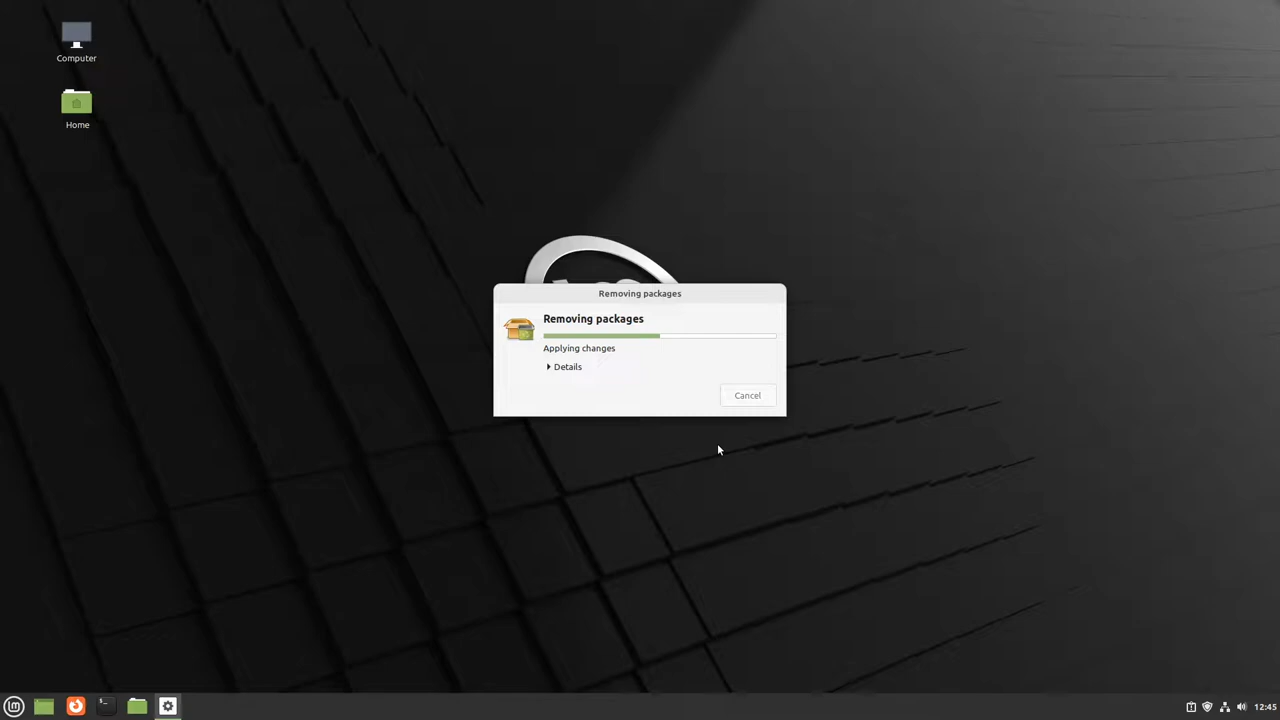 Computer
Home
Removing packages
Removing packages
Applying changes
Details
Cancel
12:45